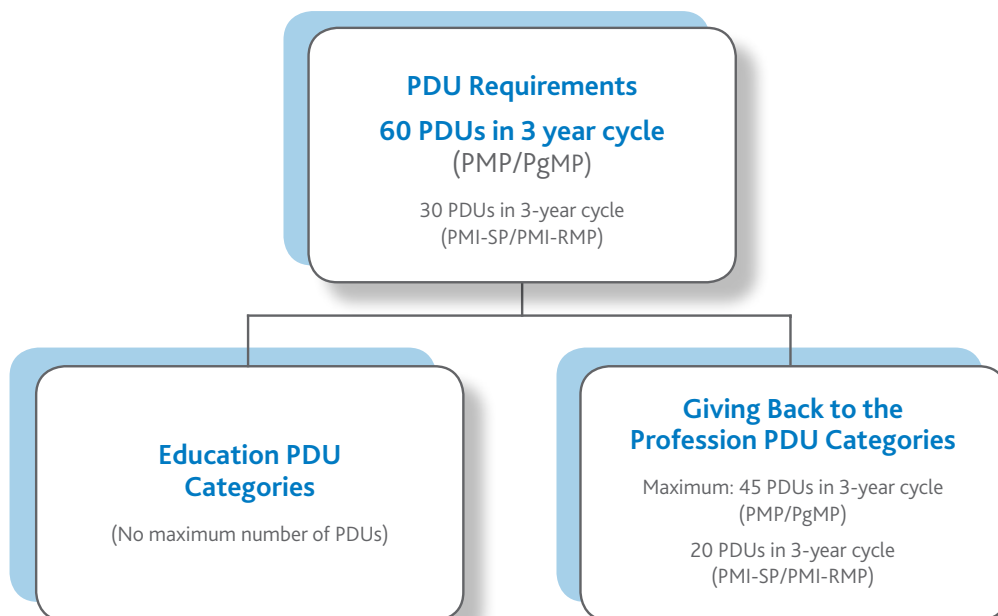 PDU Requirements
60 PDUs in 3 year cycle
(PMP/PgMP)
30 PDUs in 3-year cycle
(PMI-SP/PMI-RMP)
Education PDU
Categories
(No maximum number of PDUs)
Giving Back to the
Profession PDU Categories
Maximum: 45 PDUs in 3-year cycle
(PMP/PgMP)
20 PDUs in 3-year cycle
(PMI-SP/PMI-RMP)